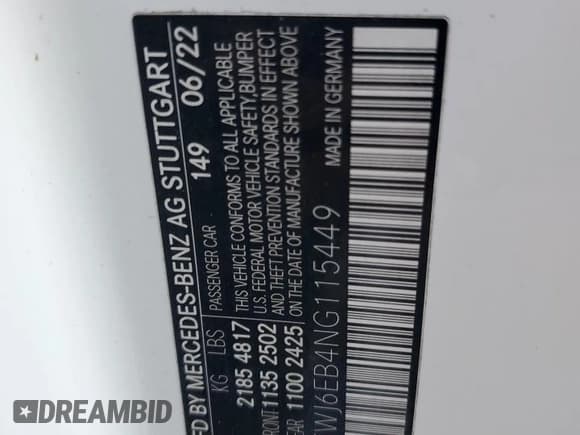 FD BY MERCEDES-BENZ AG STUTTGART
149 06/22
KG LBS PASSENGER CAR
2185 4817 THIS VEHICLE CONFORMS TO ALL APPLICABLE
U.S. FEDERAL MOTOR VEHICLE SAFETY,BUMPER
FRONT 1135 2502 AND THEFT PREVENTION STANDARDS IN EFFECT
EAR 1100 2425 ON THE DATE OF MANUFACTURE SHOWN ABOVE
MADE IN GERMANY
WJ6EB4NG115449
DREAMBID